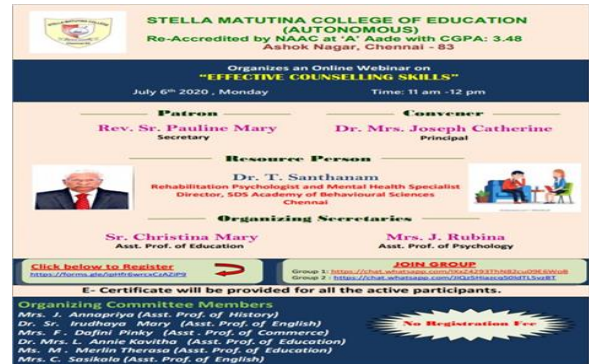 STELLA MATUTINA COLLEGE OF EDUCATION
(AUTONOMOUS)
Re-Accredited by NAAC at 'A' Aade with CGPA: 3.48
Ashok Nagar, Chennai - 83
Organizes an Online Webinar on
"EFFECTIVE COUNSELLING SKILLS"
July 6th 2020 , Monday Time: 11 am -12 pm
Patron Convener
Rev. Sr. Pauline Mary Dr. Mrs. Joseph Catherine
Secretary Principal
Resource Person
Dr. T. Santhanam
Rehabilitation Psychologist and Mental Health Specialist
Director, SDS Academy of Behavioural Sciences
Chennai
Organizing Secretaries
Sr. Christina Mary Mrs. J. Rubina
Asst. Prof. of Education Asst. Prof. of Psychology
Click below to Register JOIN GROUP
Group 1:
Group 2 :
E- Certificate will be provided for all the active participants.
Organizing Committee Members
Mrs. J. Annapriya (Asst. Prof. of History)
Dr. Sr. Irudhaya Mary (Asst. Prof. of English)
Mrs. F . Dafini Pinky (Asst . Prof. of Commerce)
Dr. Mrs. L. Annie Kavitha (Asst. Prof. of Education)
Ms. M . Merlin Therasa (Asst. Prof. of Education)
Mrs. C . Sasikala (Asst. Prof. of English)
No Registration Fee